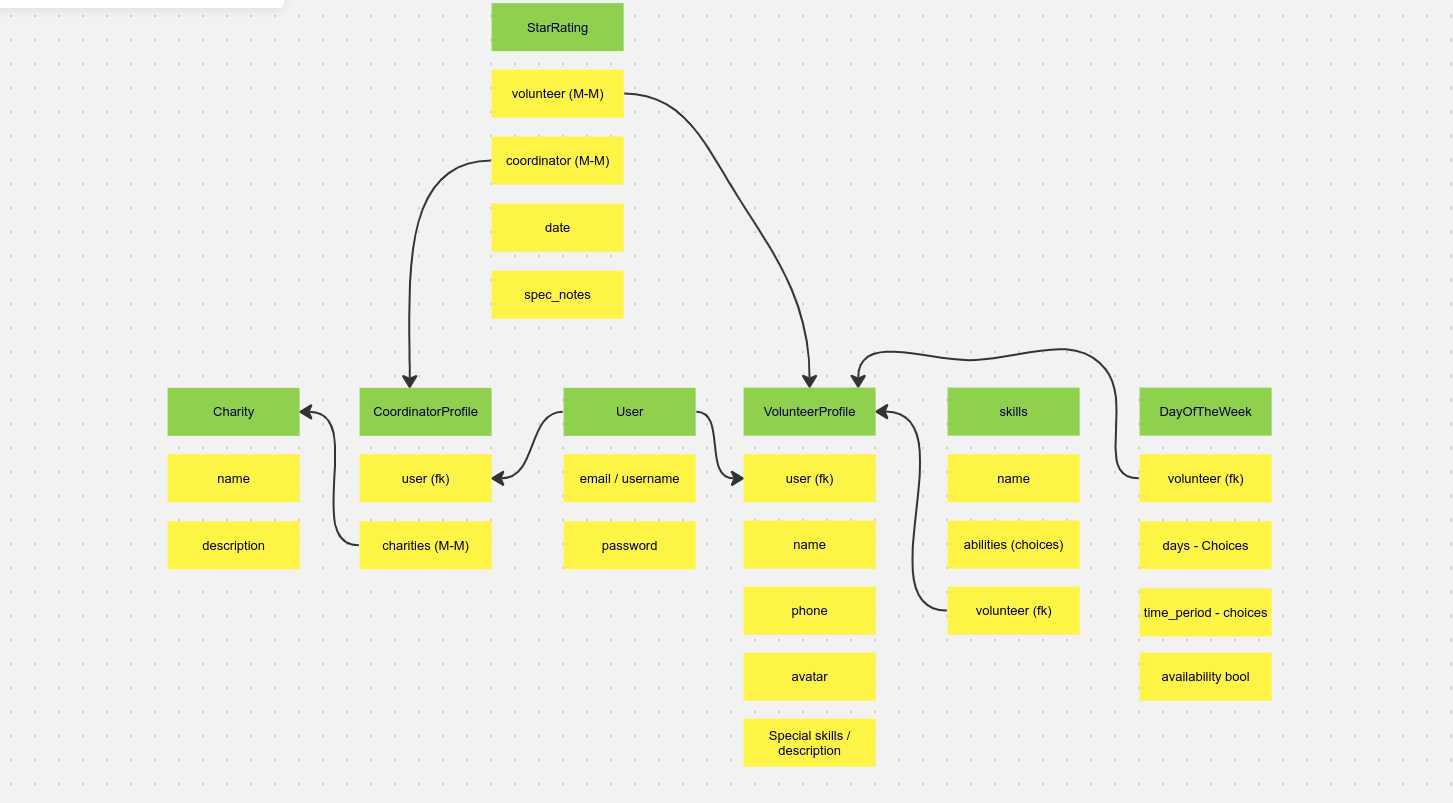 StarRating
volunteer (M-M)
coordinator (M-M)
date
spec_notes
Charity
name
description
CoordinatorProfile
user (fk)
charities (M-M)
User
email / username
password
VolunteerProfile
user (fk)
name
phone
avatar
Special skills /
description
skills
name
abilities (choices)
volunteer (fk)
DayOfTheWeek
volunteer (fk)
days - Choices
time_period - choices
availability bool